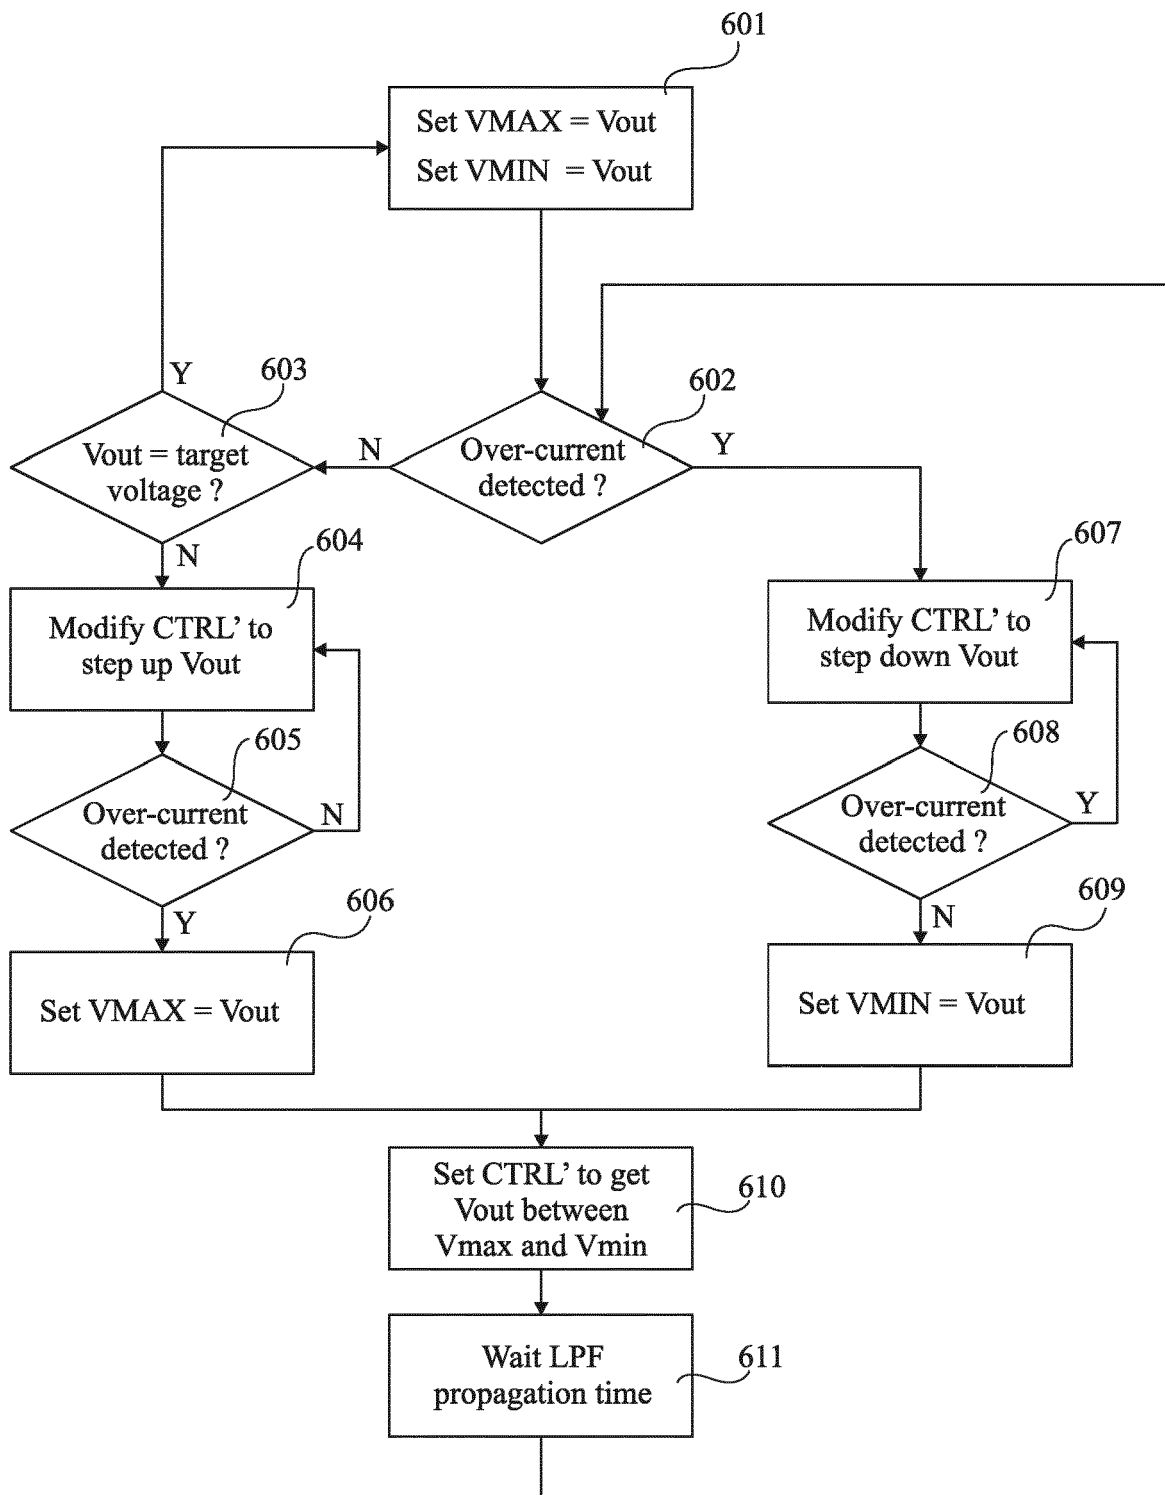 601
Set VMAX = Vout
Set VMIN = Vout
Y
603
602
Vout = target
voltage ?
N
Over-current
detected ?
Y
N
604
607
Modify CTRL’ to
step up Vout
Modify CTRL’ to
step down Vout
605
608
Over-current
detected ?
N
Over-current
detected ?
Y
Y
606
N
609
Set VMAX = Vout
Set VMIN = Vout
Set CTRL’ to get
Vout between
Vmax and Vmin
610
Wait LPF
propagation time
611